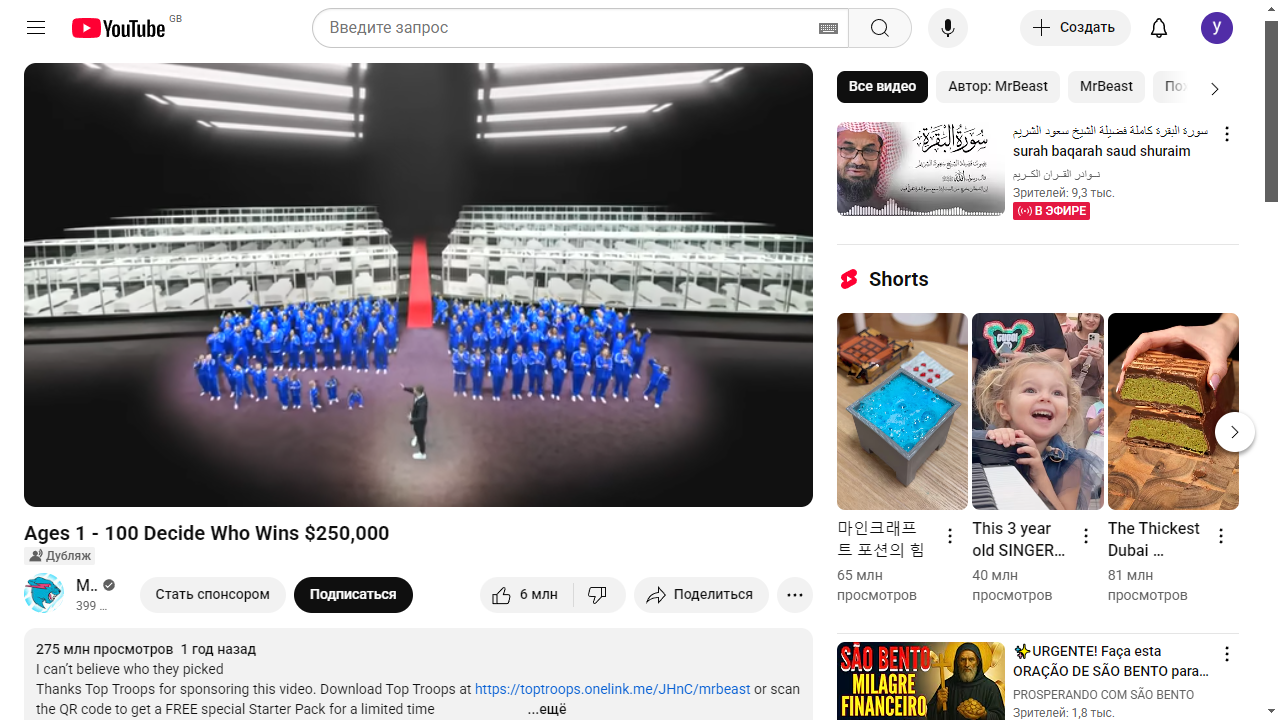 YouTube GB
Введите запрос
Создать
y
Все видео
Автор: MrBeast
MrBeast
سورة البقرة كاملة فضيلة الشيخ سعود الشريم
surah baqarah saud shuraim
نـوادر القـران الكـريم
Зрителей: 9,3 тыс.
В ЭФИРЕ
Shorts
GUCCI
마인크래프
트 포션의 힘
65 млн
просмотров
This 3 year
old SINGER...
40 млн
просмотров
The Thickest
Dubai ...
81 млн
просмотров
Ages 1 - 100 Decide Who Wins $250,000
Дубляж
M..
399 ...
Стать спонсором
Подписаться
6 млн
Поделиться
275 млн просмотров 1 год назад
I can’t believe who they picked
Thanks Top Troops for sponsoring this video. Download Top Troops at https://toptroops.onelink.me/JHnC/mrbeast or scan
the QR code to get a FREE special Starter Pack for a limited time ...ещё
SÃO BENTO
MILAGRE
FINANCEIRO
✨URGENTE! Faça esta
ORAÇÃO DE SÃO BENTO para...
PROSPERANDO COM SÃO BENTO
Зрителей: 1,8 тыс.